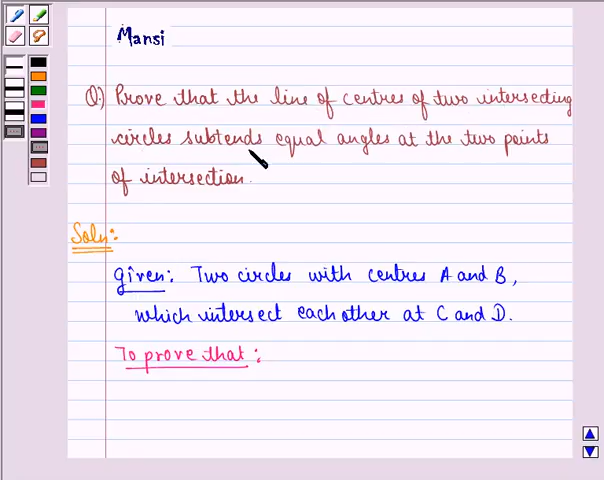 Mansi
Q.) Prove that the line of centres of two intersecting
circles subtends equal angles at the two points
of intersection.
Soln:
Given: Two circles with centres A and B,
which intersect each other at C and D.
To prove that: